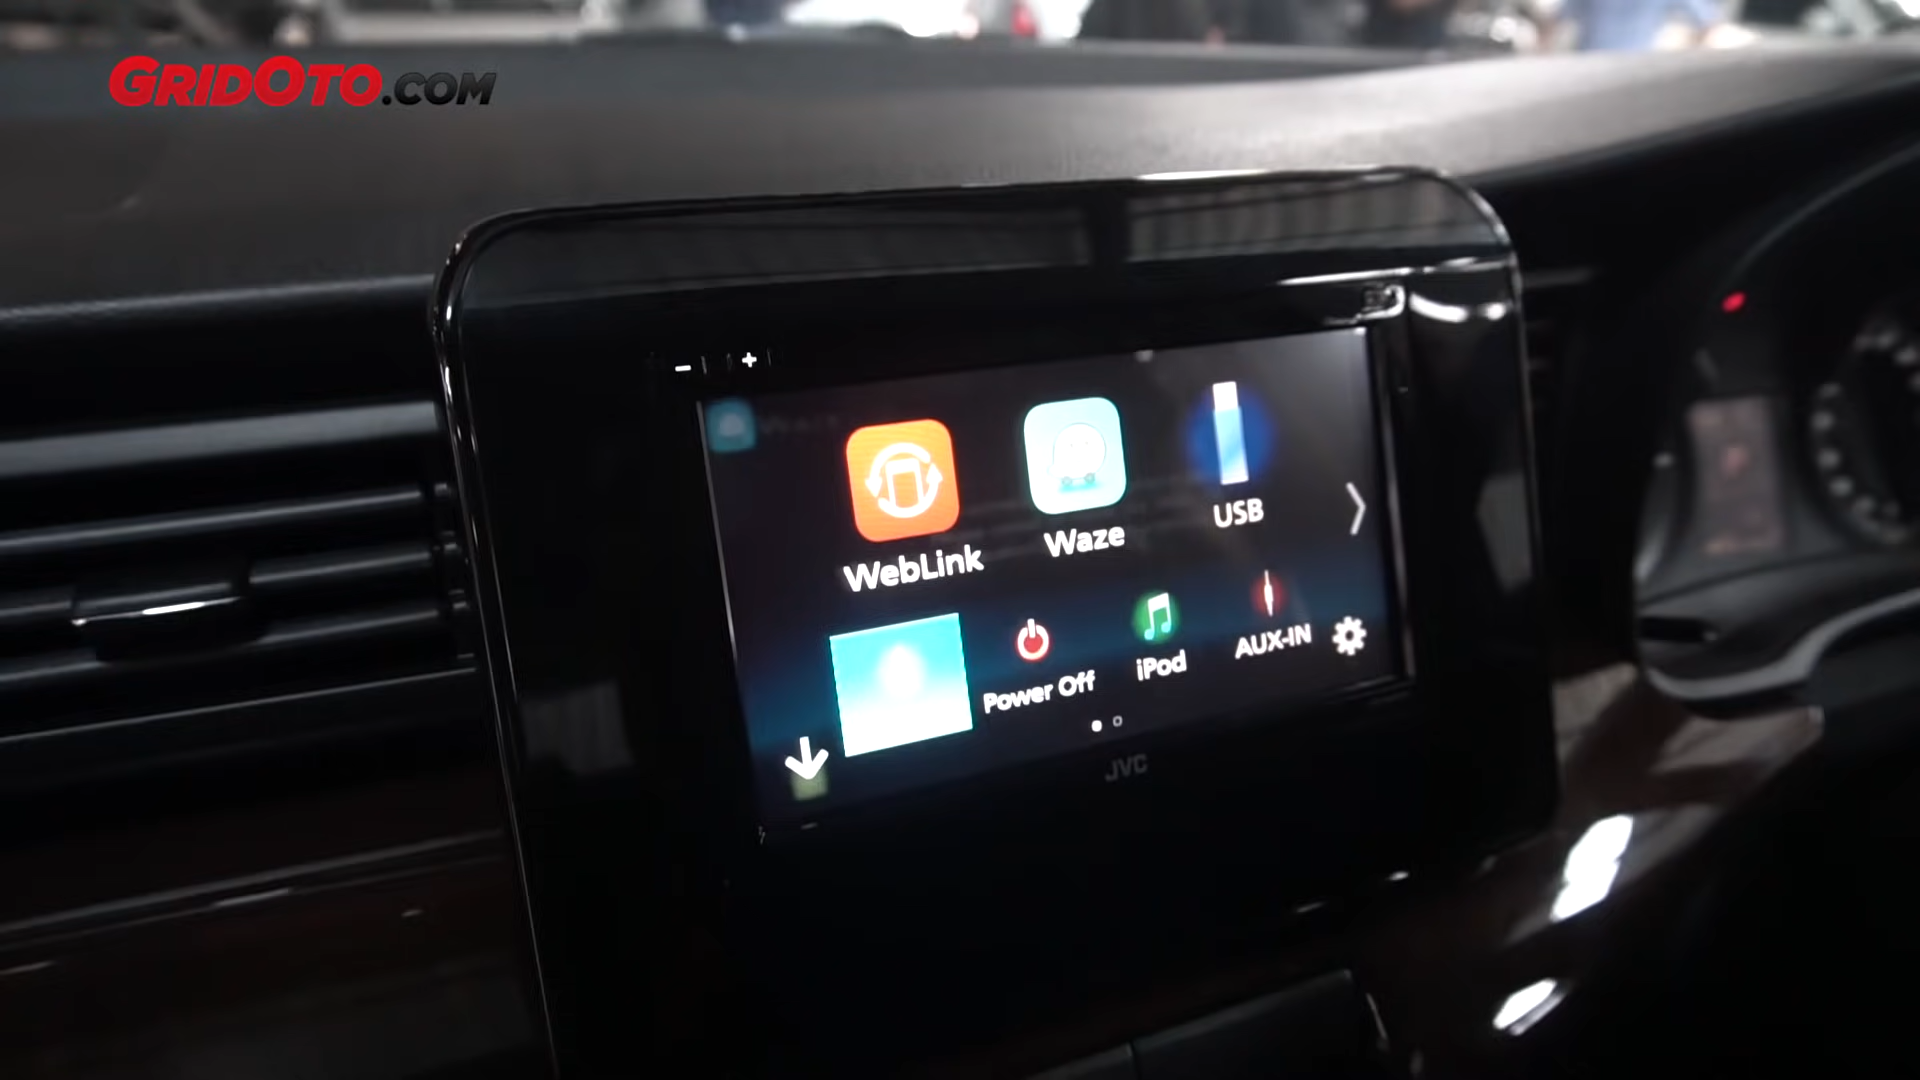 GRIDOTO.COM
- +
WebLink
Waze
USB
Power Off
iPod
AUX-IN
JVC